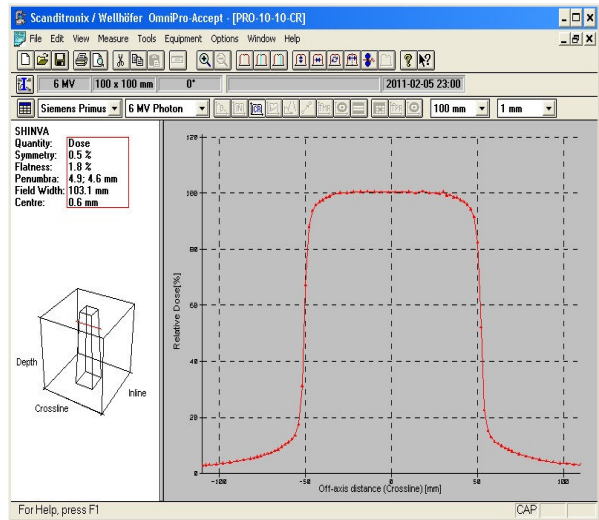 Scanditronix / Wellhöfer OmniPro-Accept - [PRO-10-10-CR]
File Edit View Measure Tools Equipment Options Window Help
6 MV 100 x 100 mm 0° 2011-02-05 23:00
Siemens Primus 6 MV Photon CR 100 mm 1 mm
SHINVA
Quantity: Dose
Symmetry: 0.5 %
Flatness: 1.8 %
Penumbra: 4.9; 4.6 mm
Field Width: 103.1 mm
Centre: 0.6 mm
Depth
Inline
Crossline
Relative Dose[%]
120
100
80
60
40
20
0
-100 -50 0 50 100
Off-axis distance (Crossline) [mm]
For Help, press F1 CAP